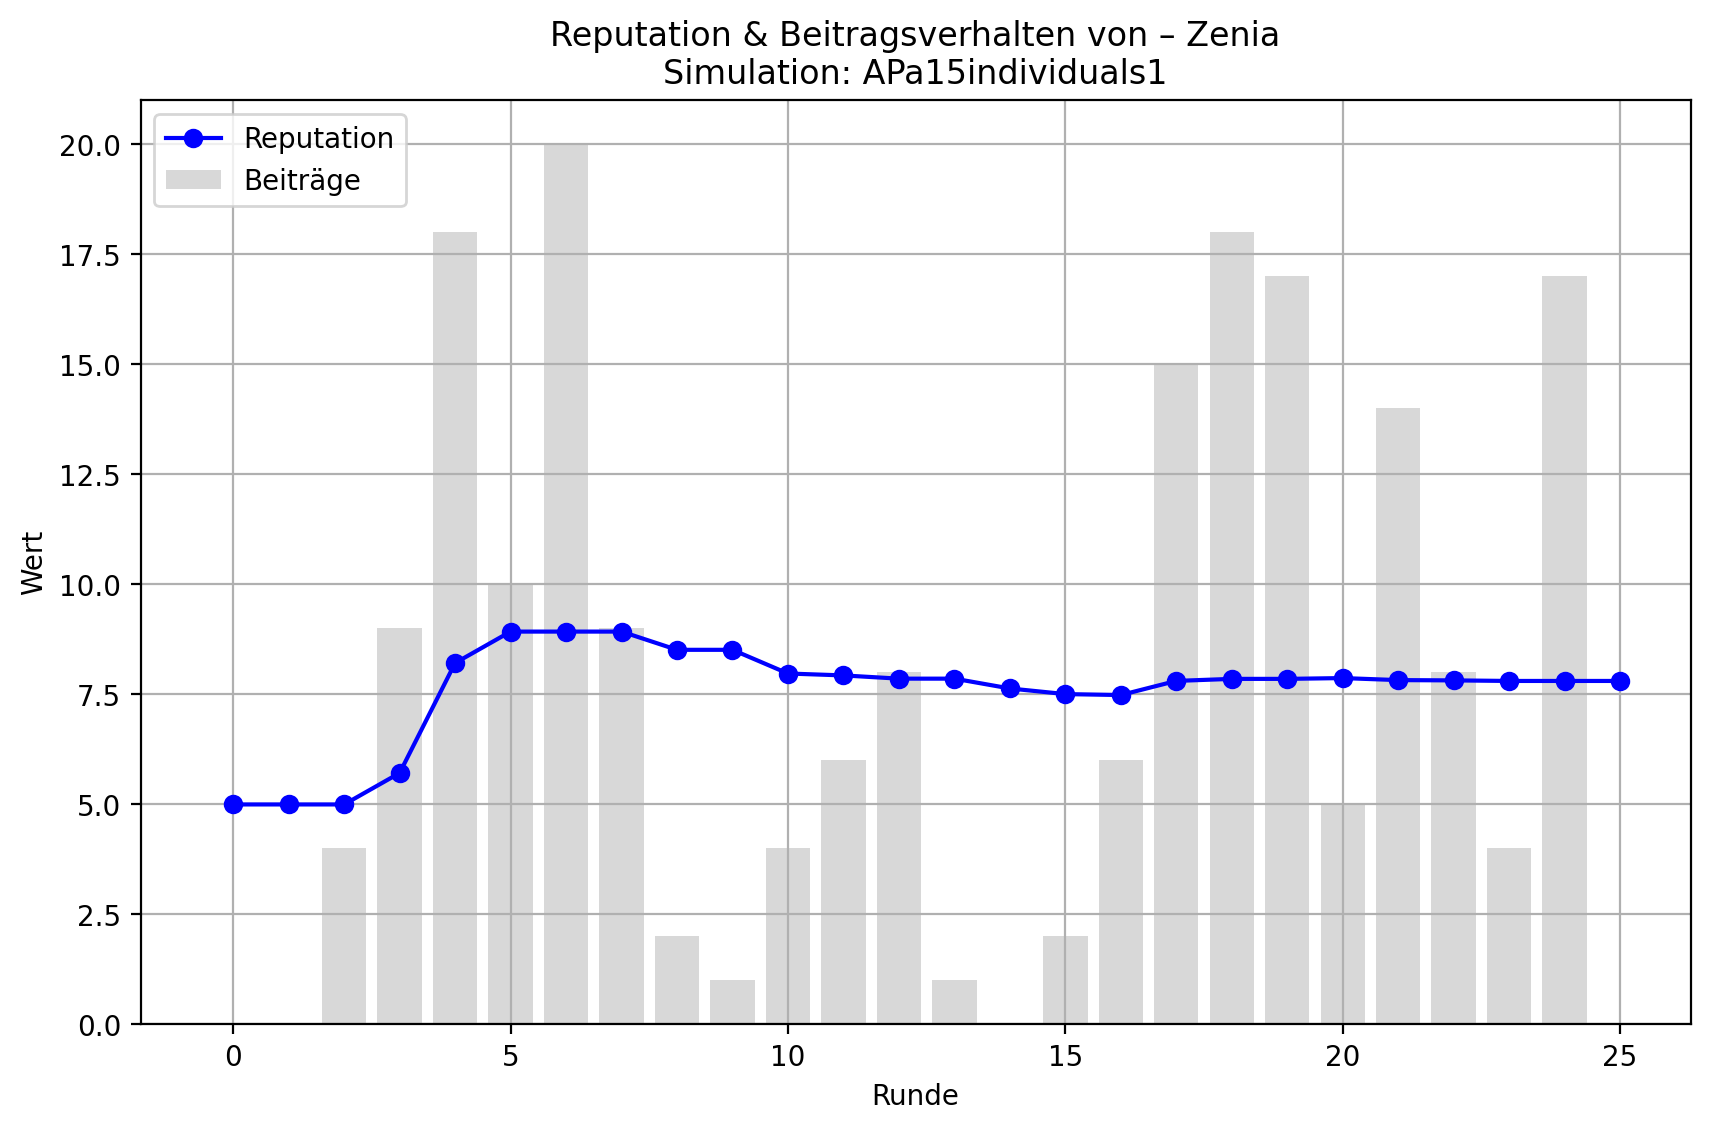 Reputation & Beitragsverhalten von – Zenia
Simulation: APa15individuals1
Reputation
Beiträge
20.0
17.5
15.0
12.5
10.0
7.5
5.0
2.5
0.0
Wert
0 5 10 15 20 25
Runde